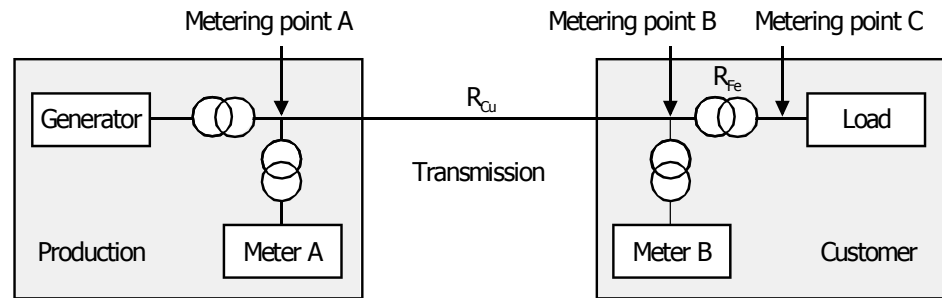 Metering point A
Metering point B
Metering point C
Generator
R_Cu
R_Fe
Load
Transmission
Production
Meter A
Meter B
Customer